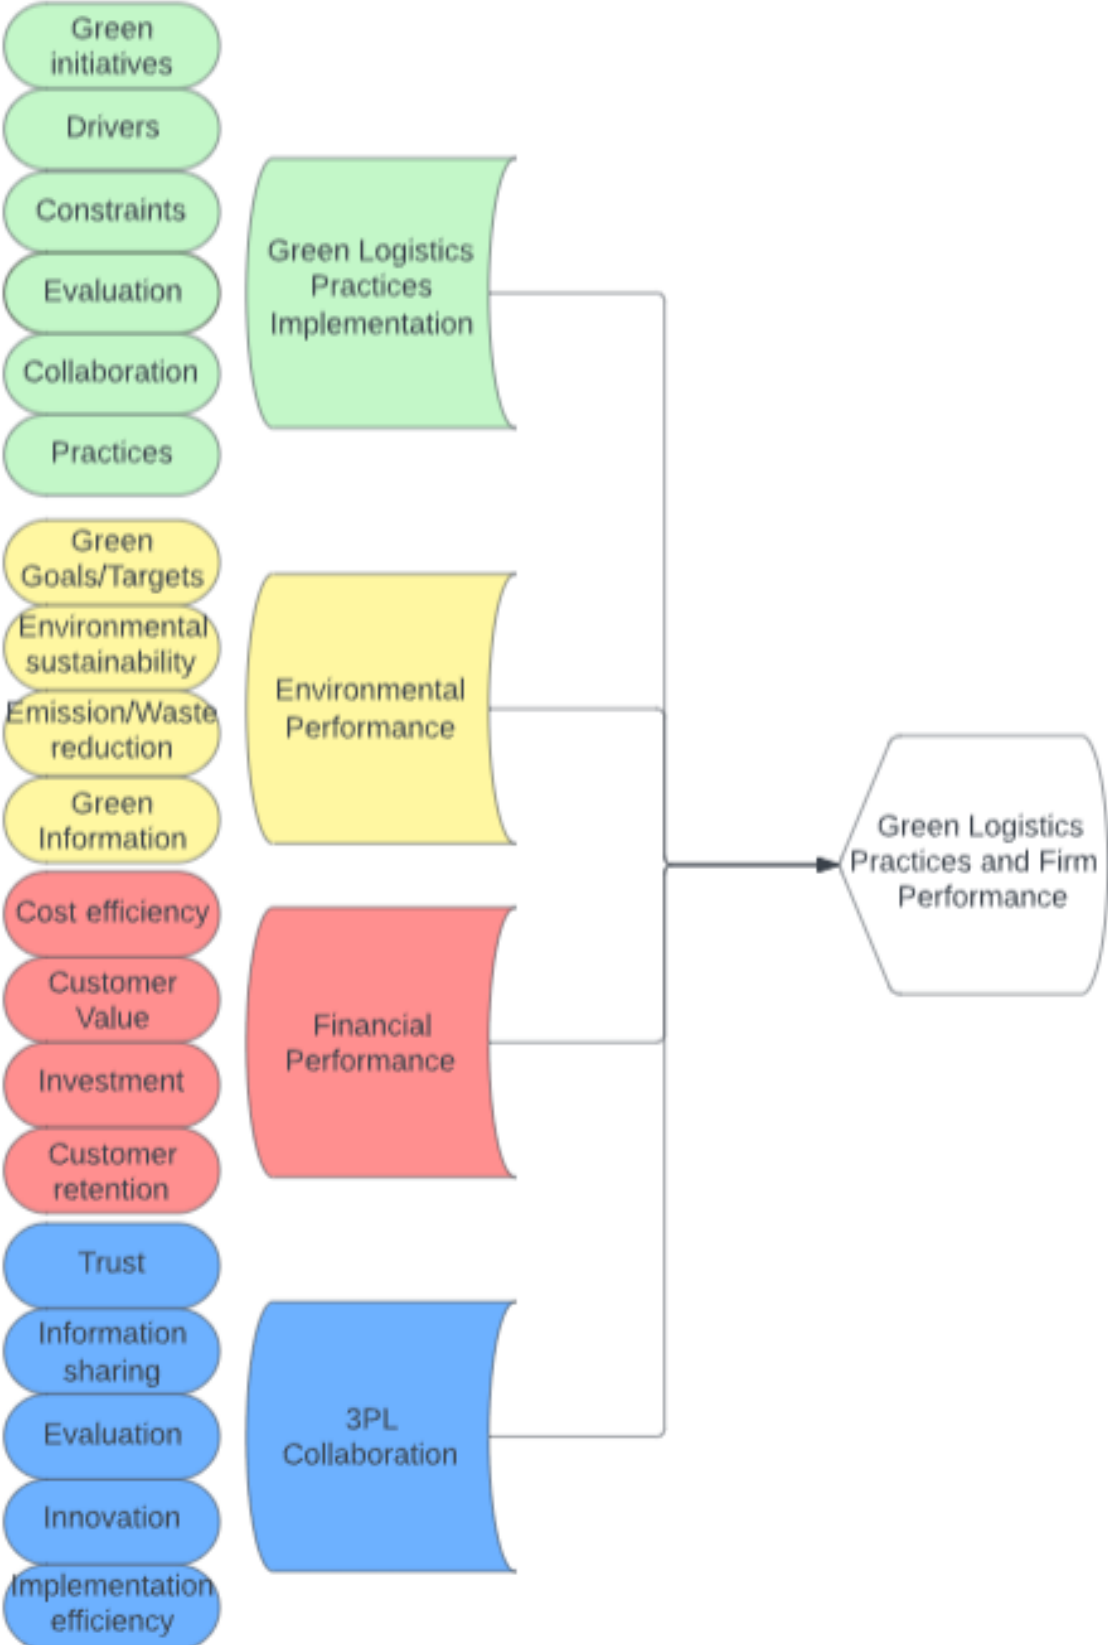 Green
initiatives
Drivers
Constraints
Evaluation
Collaboration
Practices
Green Logistics
Practices
Implementation
Green
Goals/Targets
Environmental
sustainability
Emission/Waste
reduction
Green
Information
Environmental
Performance
Cost efficiency
Customer
Value
Investment
Customer
retention
Financial
Performance
Trust
Information
sharing
Evaluation
Innovation
Implementation
efficiency
3PL
Collaboration
Green Logistics
Practices and Firm
Performance